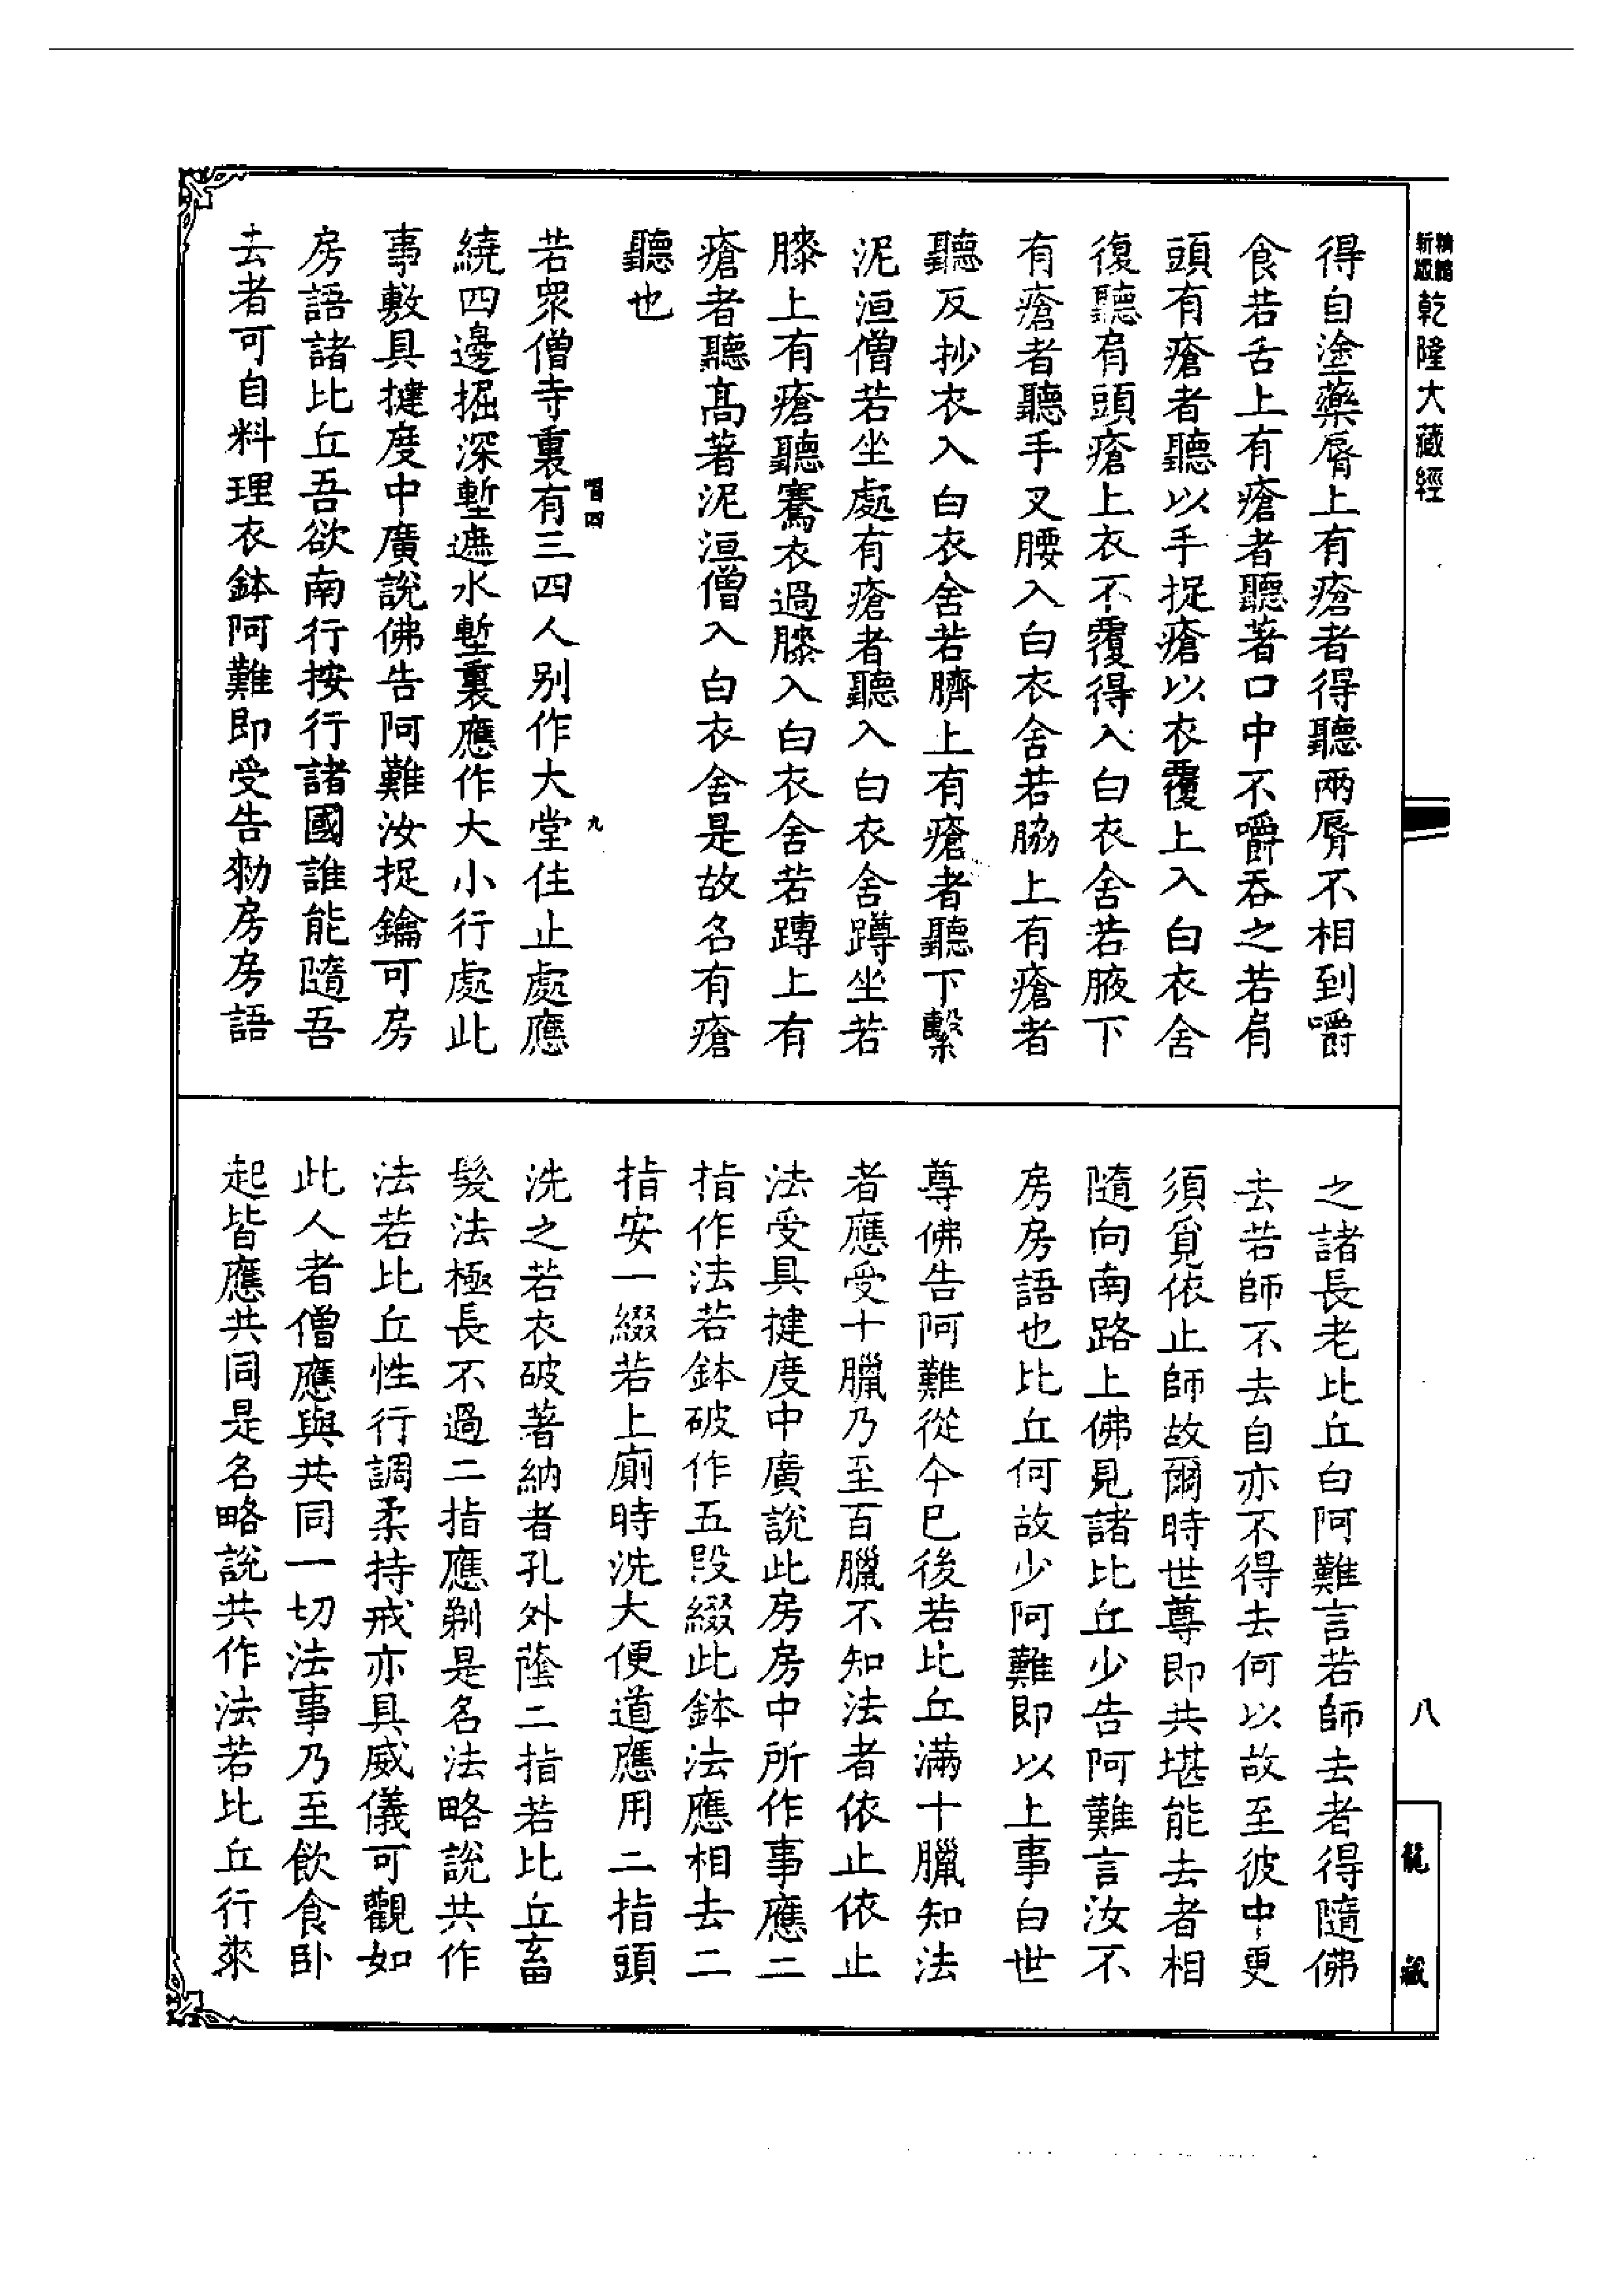 新版
精縮
乾隆大藏經
得自塗藥脣上有瘡者得聽兩脣不相到嚼
食若舌上有瘡者聽著口中不嚼吞之若肩
頭有瘡者聽以手捉瘡以衣覆上入白衣舍
復聽肩頭瘡上衣不覆得入白衣舍若腋下
有瘡者聽手叉腰入白衣舍若脇上有瘡者
聽反抄衣入白衣舍若臍上有瘡者聽下繫
泥洹僧若坐處有瘡者聽入白衣舍蹲坐若
膝上有瘡聽騫衣過膝入白衣舍若䏝上有
瘡者聽高著泥洹僧入白衣舍是故名有瘡
聽也
若眾僧寺裏有三四人别作大堂住止處應
繞四邊掘深塹遮水塹裏應作大小行處此
事敷具揵度中廣說佛告阿難汝捉鑰可房
房語諸比丘吾欲南行按行諸國誰能隨吾
去者可自料理衣鉢阿難即受告勑房房語
九
之諸長老比丘白阿難言若師去者得隨佛
去若師不去自亦不得去何以故至彼中更
須覓依止師故爾時世尊即共堪能去者相
隨向南路上佛見諸比丘少告阿難言汝不
房房語也比丘何故少阿難即以上事白世
尊佛告阿難從今已後若比丘滿十臘知法
者應受十臘乃至百臘不知法者依止依止
法受具揵度中廣說此房房中所作事應二
指作法若鉢破作五段綴此鉢法應相去二
指安一綴若上廁時洗大便道應用二指頭
洗之若衣破著納者孔外蔭二指若比丘畜
髮法極長不過二指應剃是名法略說共作
法若比丘性行調柔持戒亦具威儀可觀如
此人者僧應與共同一切法事乃至飲食卧
起皆應共同是名略說共作法若比丘行來
八
龍藏